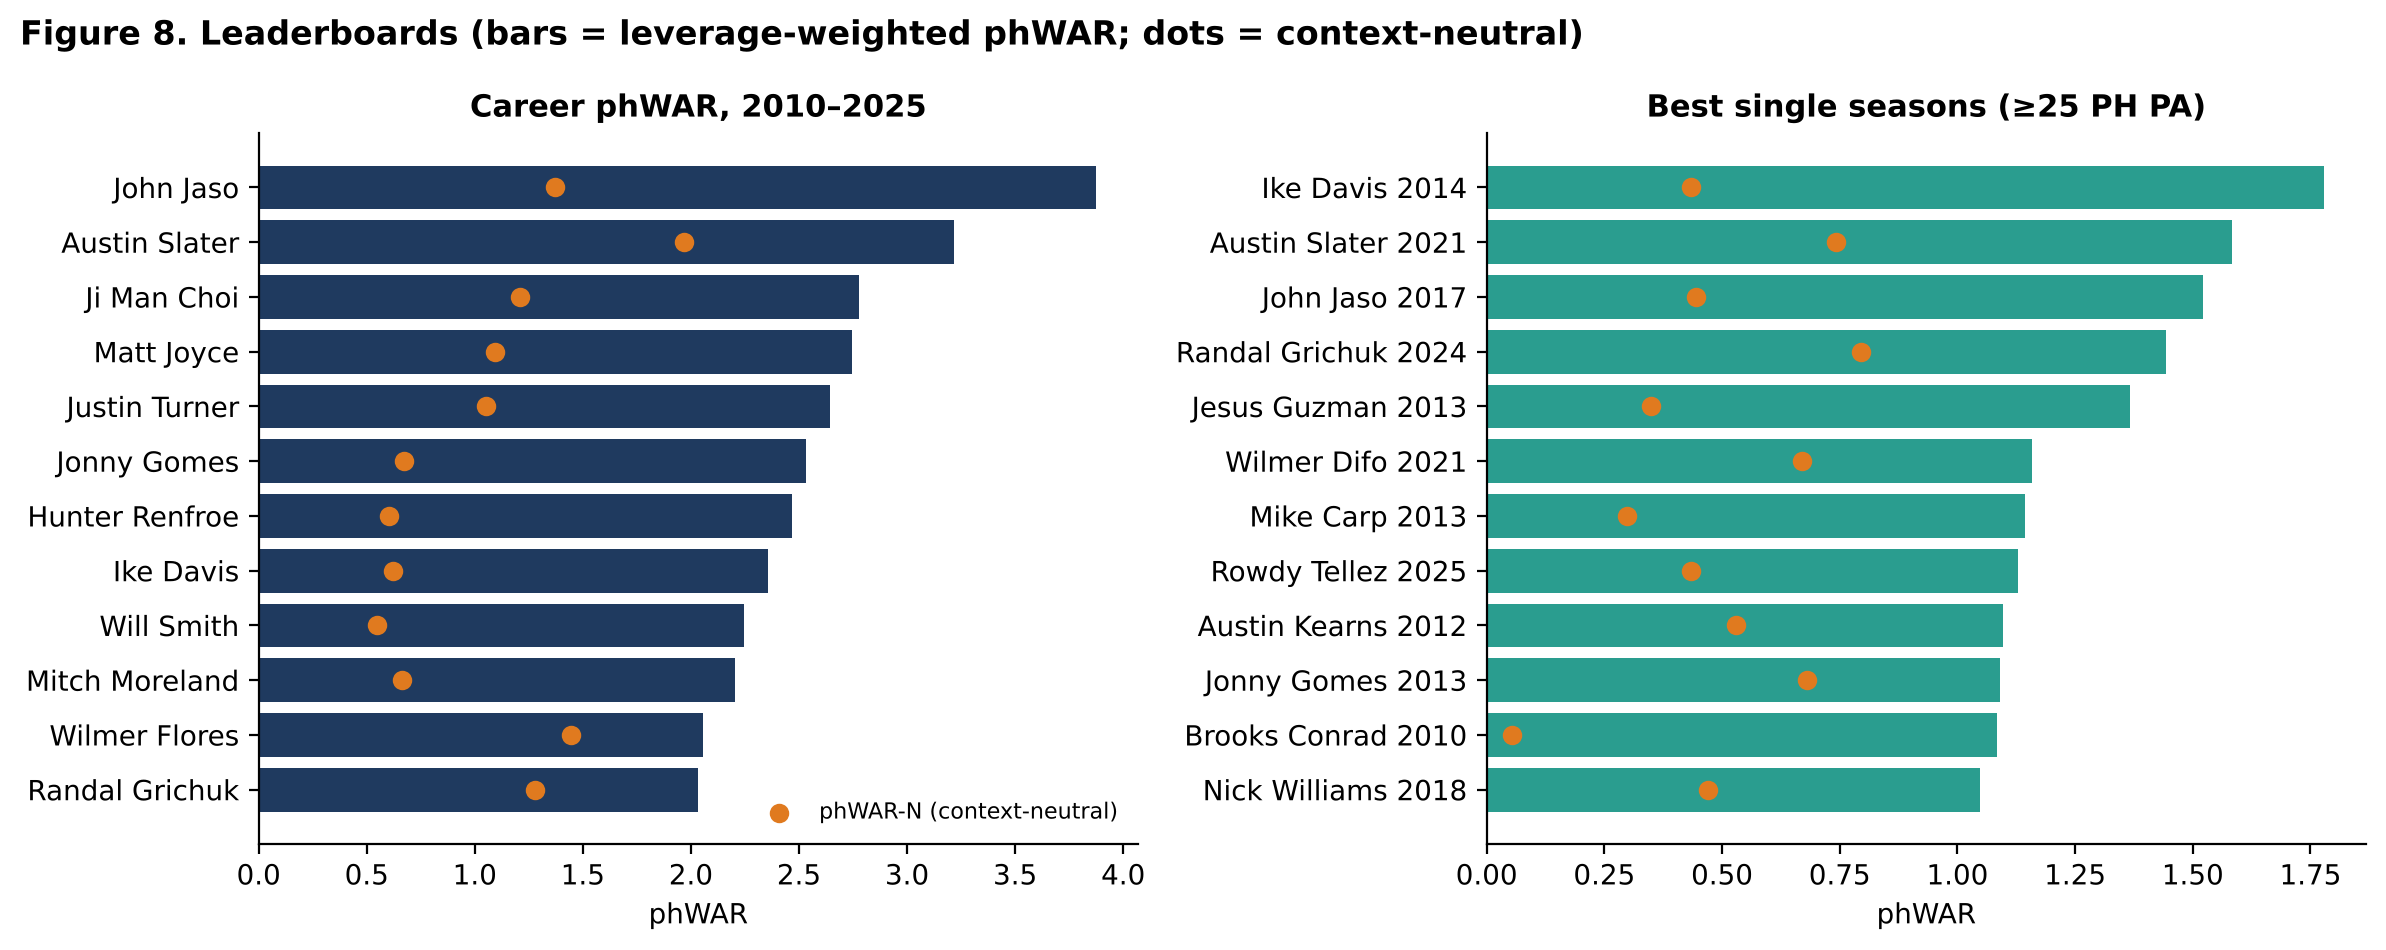 Figure 8. Leaderboards (bars = leverage-weighted phWAR; dots = context-neutral)
Career phWAR, 2010–2025
John Jaso
Austin Slater
Ji Man Choi
Matt Joyce
Justin Turner
Jonny Gomes
Hunter Renfroe
Ike Davis
Will Smith
Mitch Moreland
Wilmer Flores
Randal Grichuk
phWAR-N (context-neutral)
0.0 0.5 1.0 1.5 2.0 2.5 3.0 3.5 4.0
phWAR
Best single seasons (≥25 PH PA)
Ike Davis 2014
Austin Slater 2021
John Jaso 2017
Randal Grichuk 2024
Jesus Guzman 2013
Wilmer Difo 2021
Mike Carp 2013
Rowdy Tellez 2025
Austin Kearns 2012
Jonny Gomes 2013
Brooks Conrad 2010
Nick Williams 2018
0.00 0.25 0.50 0.75 1.00 1.25 1.50 1.75
phWAR